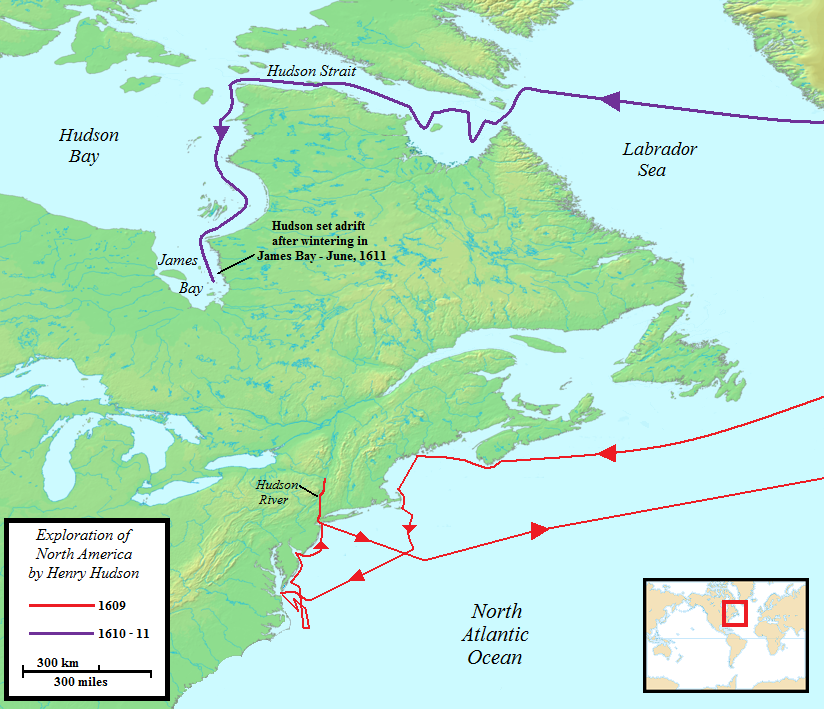 Hudson Strait
Hudson
Bay
Labrador
Sea
Hudson set adrift
after wintering in
James Bay - June, 1611
James
Bay
Hudson
River
Exploration of
North America
by Henry Hudson
1609
1610 - 11
300 km
300 miles
North
Atlantic
Ocean